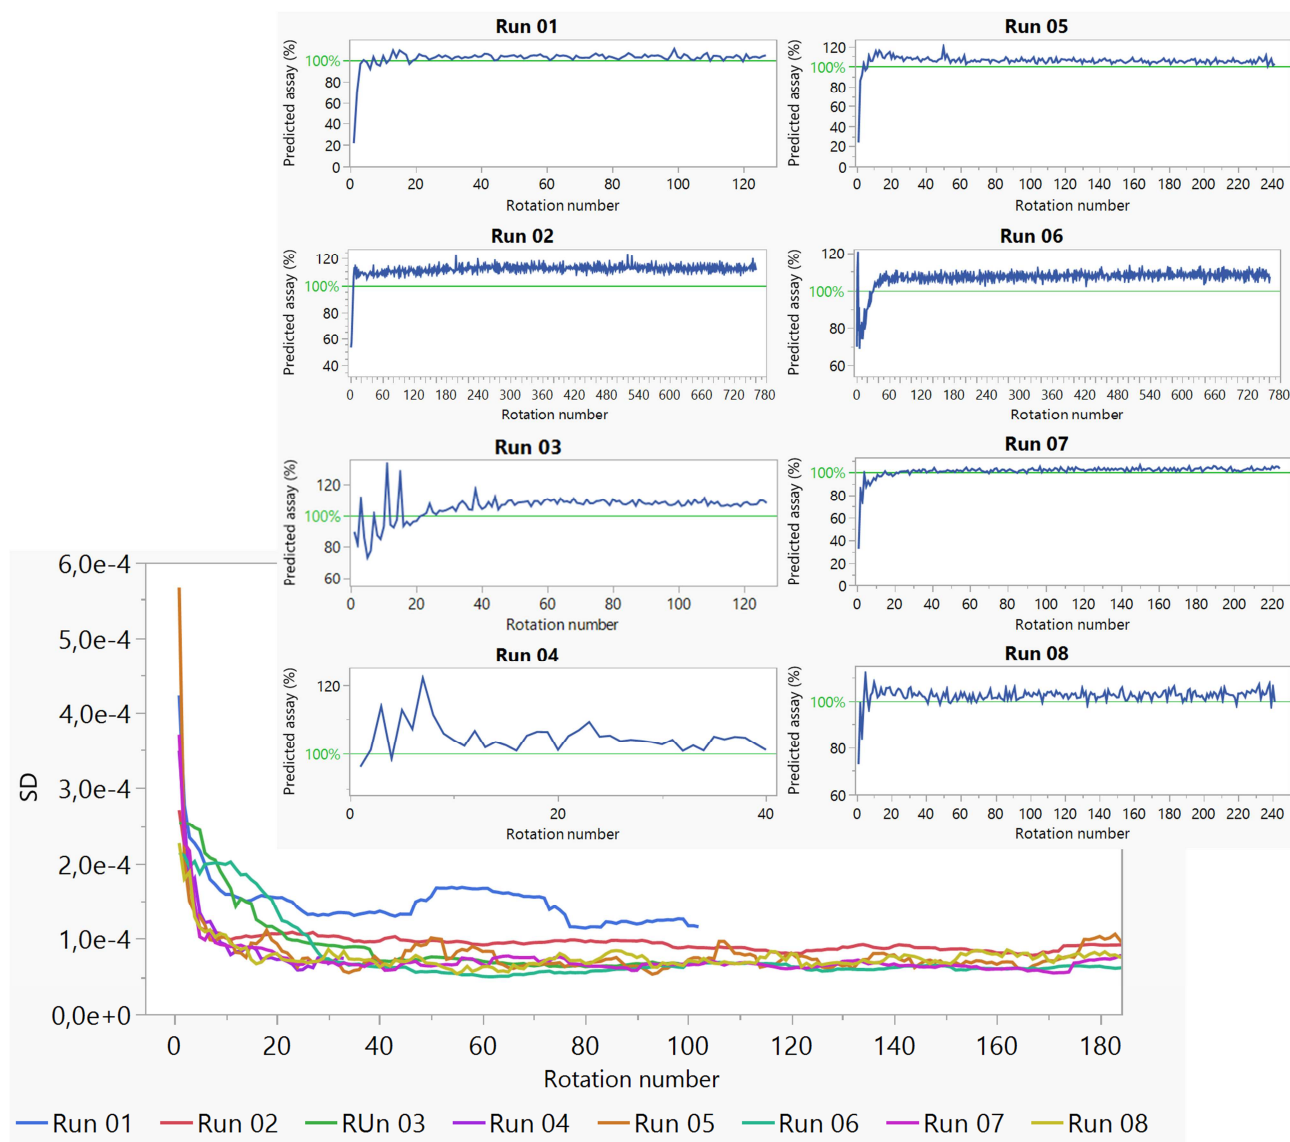 Run 01
Predicted assay (%)
100%
80
60
40
20
0
0 20 40 60 80 100 120
Rotation number
Run 05
Predicted assay (%)
120
100%
80
60
40
20
0
0 20 40 60 80 100 120 140 160 180 200 220 240
Rotation number
Run 02
Predicted assay (%)
120
100%
80
60
40
0 60 120 180 240 300 360 420 480 540 600 660 720 780
Rotation number
Run 06
Predicted assay (%)
120
100%
80
60
0 60 120 180 240 300 360 420 480 540 600 660 720 780
Rotation number
Run 03
Predicted assay (%)
120
100%
80
60
0 20 40 60 80 100 120
Rotation number
Run 07
Predicted assay (%)
100%
80
60
40
20
0
0 20 40 60 80 100 120 140 160 180 200 220
Rotation number
Run 04
Predicted assay (%)
120
100%
0 20 40
Rotation number
Run 08
Predicted assay (%)
100%
80
60
0 20 40 60 80 100 120 140 160 180 200 220 240
Rotation number
SD
6,0e-4
5,0e-4
4,0e-4
3,0e-4
2,0e-4
1,0e-4
0,0e+0
0 20 40 60 80 100 120 140 160 180
Rotation number
Run 01 Run 02 RUn 03 Run 04 Run 05 Run 06 Run 07 Run 08